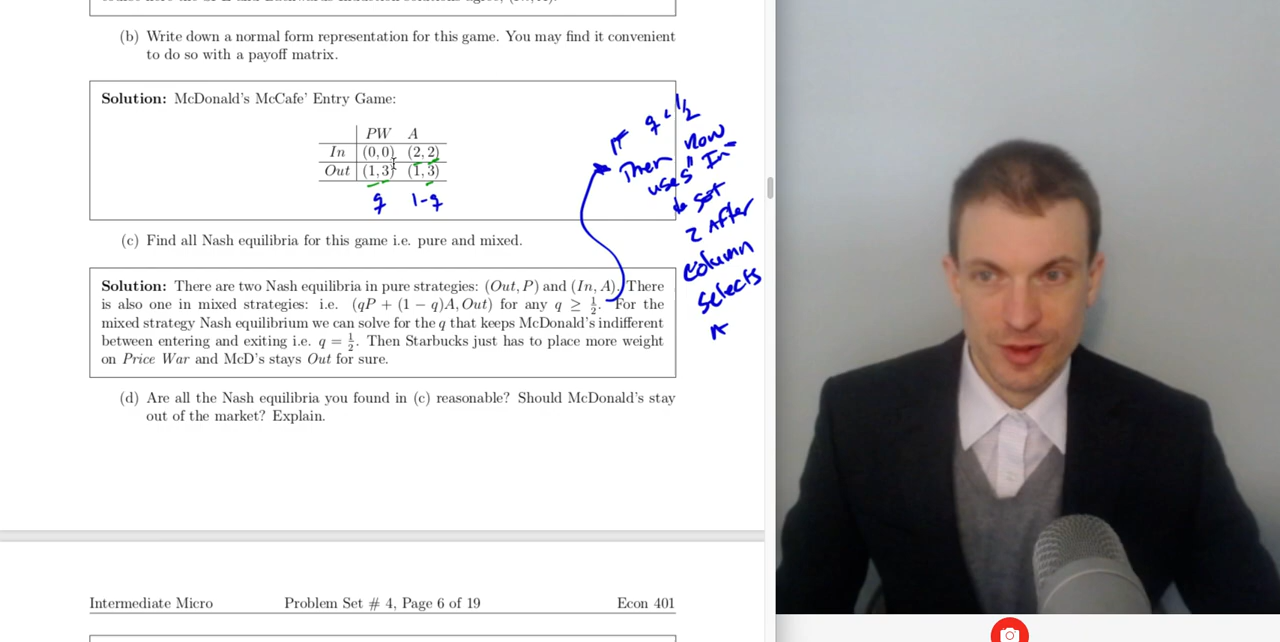 (b) Write down a normal form representation for this game. You may find it convenient
to do so with a payoff matrix.
Solution: McDonald's McCafe' Entry Game:
PW A
In (0,0) (2,2)
Out (1,3) (1,3)
q 1-q
(c) Find all Nash equilibria for this game i.e. pure and mixed.
Solution: There are two Nash equilibria in pure strategies: (Out, P) and (In, A). There
is also one in mixed strategies: i.e. (qP + (1 − q)A, Out) for any q ≥ 1/2. For the
mixed strategy Nash equilibrium we can solve for the q that keeps McDonald's indifferent
between entering and exiting i.e. q = 1/2. Then Starbucks just has to place more weight
on Price War and McD's stays Out for sure.
If q < 1/2
Then row
uses "In"
to get
2 After
column
selects
A
(d) Are all the Nash equilibria you found in (c) reasonable? Should McDonald's stay
out of the market? Explain.
Intermediate Micro Problem Set # 4, Page 6 of 19 Econ 401